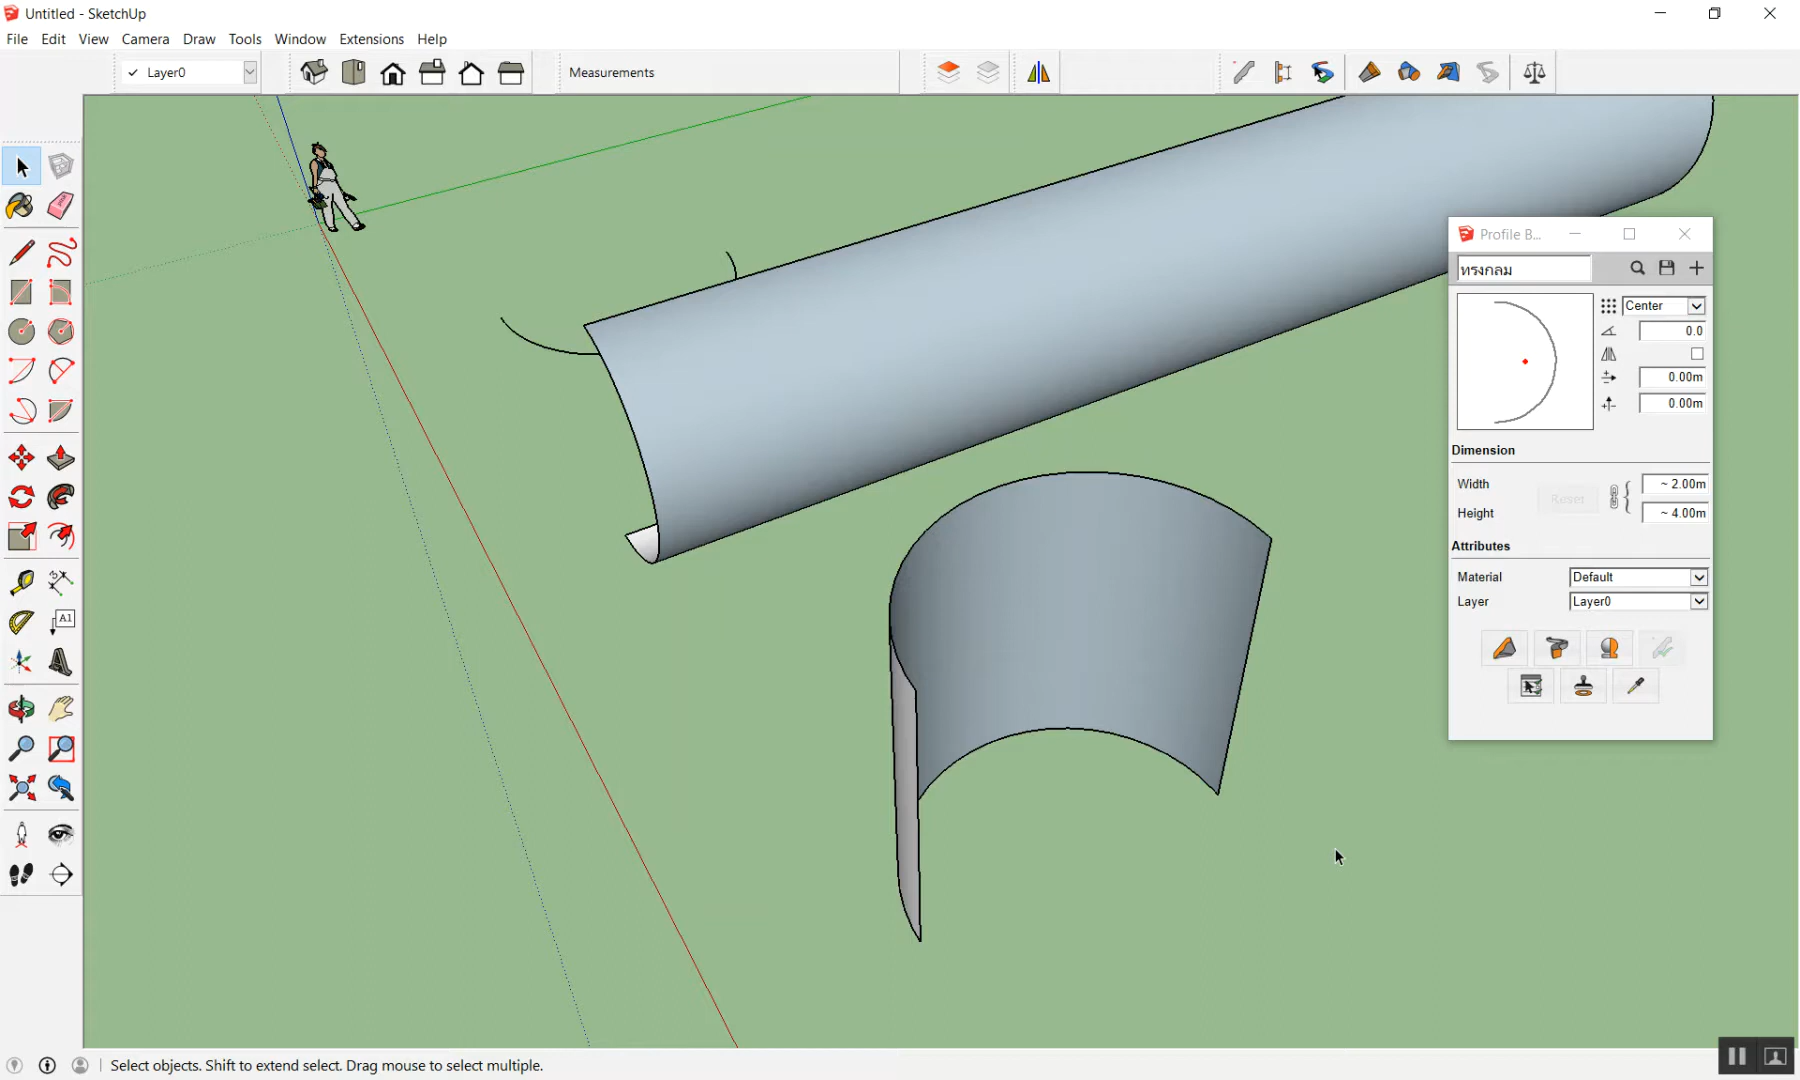 Untitled - SketchUp
File Edit View Camera Draw Tools Window Extensions Help
✓ Layer0
Measurements
Profile B...
ทรงกลม
Center
0.0
0.00m
0.00m
Dimension
Width
Reset
~ 2.00m
Height
~ 4.00m
Attributes
Material
Default
Layer
Layer0
A1
Select objects. Shift to extend select. Drag mouse to select multiple.